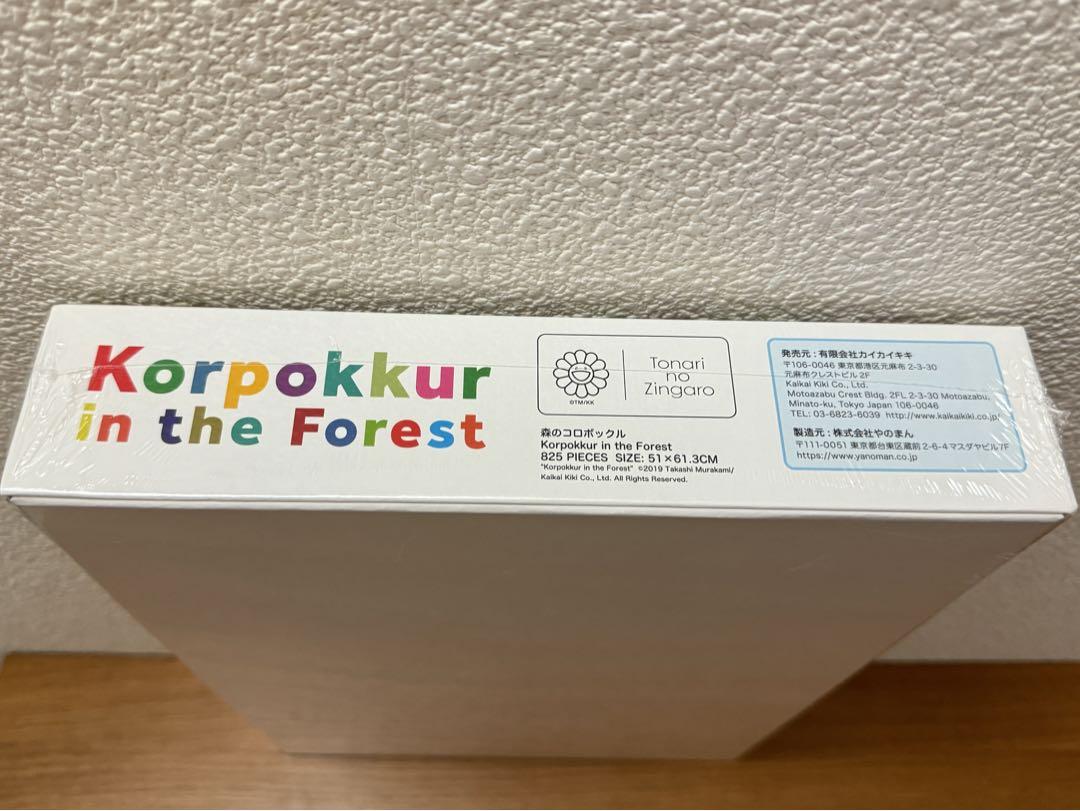 Korpokkur
in the Forest
©TM/KK
Tonari
no
Zingaro
森のコロボックル
Korpokkur in the Forest
825 PIECES SIZE: 51×61.3CM
"Korpokkur in the Forest" ©2019 Takashi Murakami/
Kaikai Kiki Co., Ltd. All Rights Reserved.
発売元：有限会社カイカイキキ
〒106-0046 東京都港区元麻布 2-3-30
元麻布クレストビル 2F
Kaikai Kiki Co., Ltd.
Motoazabu Crest Bldg. 2FL 2-3-30 Motoazabu,
Minato-ku, Tokyo Japan 106-0046
TEL: 03-6823-6039 http://www.kaikaikiki.co.jp/
製造元：株式会社やのまん
〒111-0051 東京都台東区蔵前 2-6-4マスダヤビル7F
https://www.yanoman.co.jp